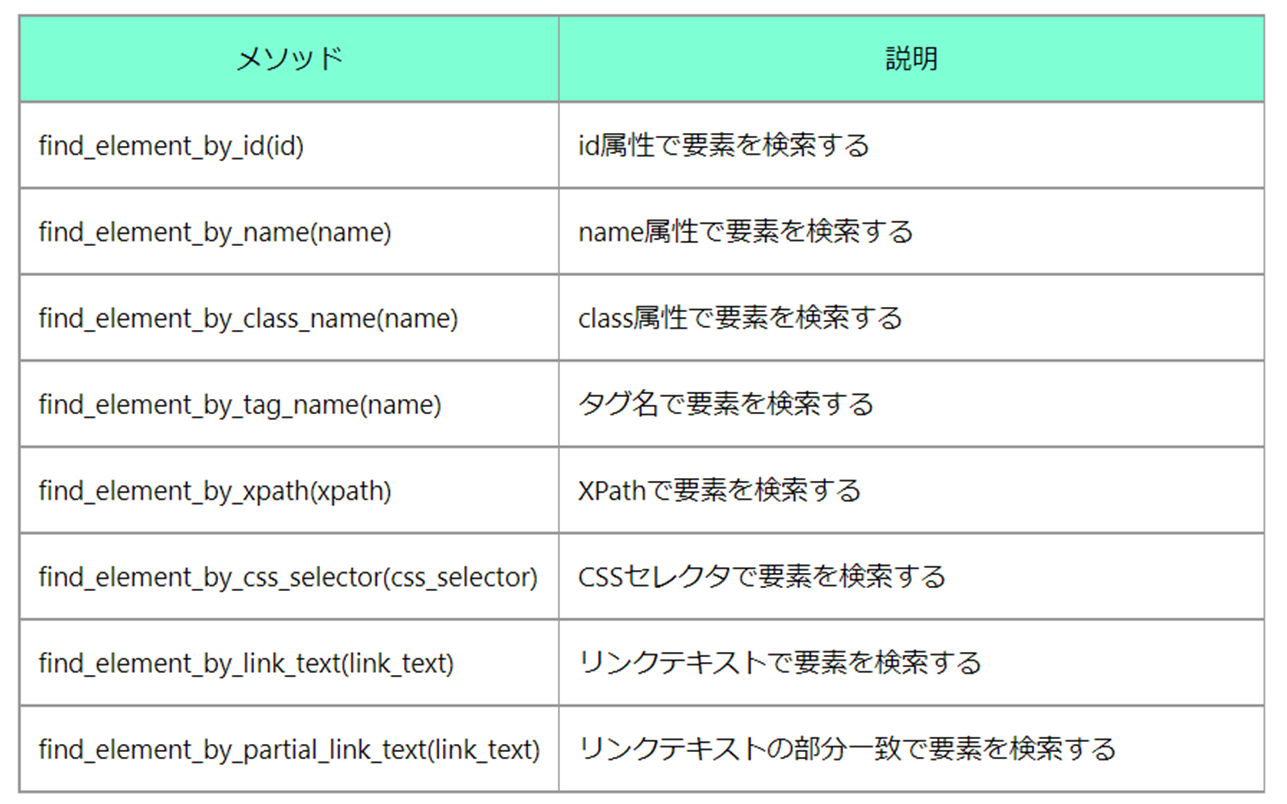 メソッド 説明
find_element_by_id(id) id属性で要素を検索する
find_element_by_name(name) name属性で要素を検索する
find_element_by_class_name(name) class属性で要素を検索する
find_element_by_tag_name(name) タグ名で要素を検索する
find_element_by_xpath(xpath) XPathで要素を検索する
find_element_by_css_selector(css_selector) CSSセレクタで要素を検索する
find_element_by_link_text(link_text) リンクテキストで要素を検索する
find_element_by_partial_link_text(link_text) リンクテキストの部分一致で要素を検索する